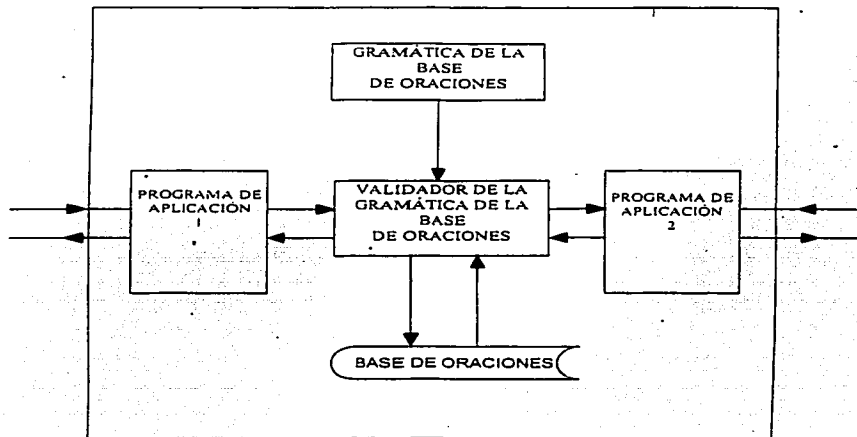 GRAMÁTICA DE LA
BASE
DE ORACIONES
PROGRAMA DE
APLICACIÓN
1
VALIDADOR DE LA
GRAMÁTICA DE LA
BASE
DE ORACIONES
PROGRAMA DE
APLICACIÓN
2
BASE DE ORACIONES